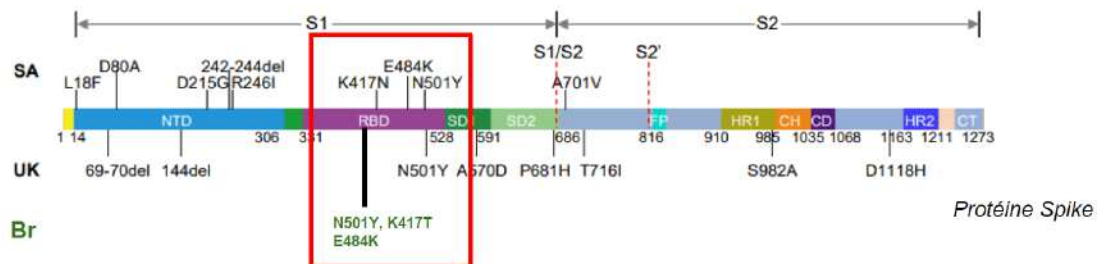 S1 S2
S1/S2 S2'
SA D80A 242-244del E484K
L18F D215G R246I K417N N501Y A701V
NTD RBD SD1 SD2 FP HR1 CH CD HR2 CT
1 14 306 331 528 591 686 816 910 985 1035 1068 1163 1211 1273
UK 69-70del 144del N501Y A570D P681H T716I S982A D1118H
Br N501Y, K417T
E484K
Protéine Spike